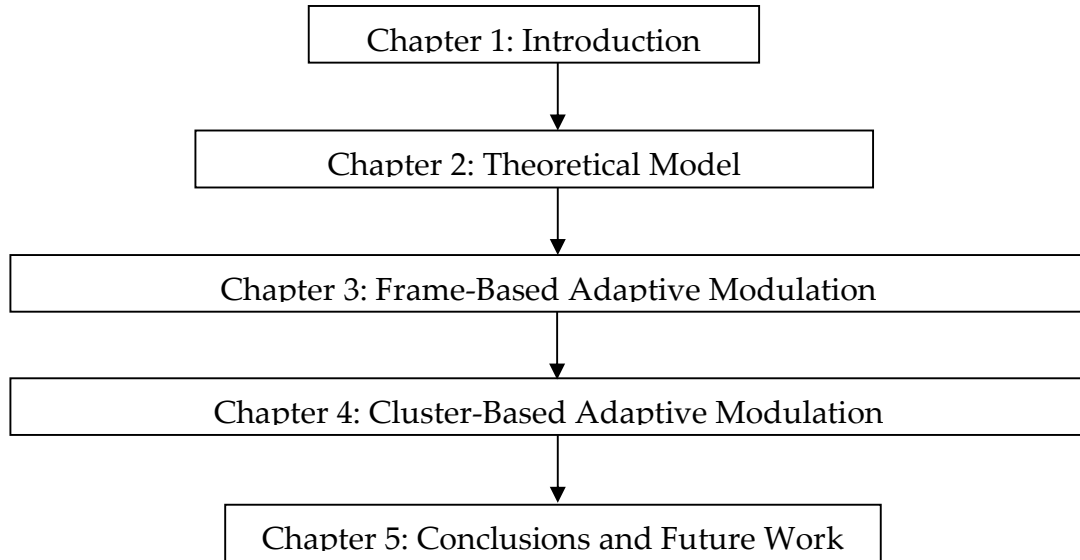 Chapter 1: Introduction
Chapter 2: Theoretical Model
Chapter 3: Frame-Based Adaptive Modulation
Chapter 4: Cluster-Based Adaptive Modulation
Chapter 5: Conclusions and Future Work